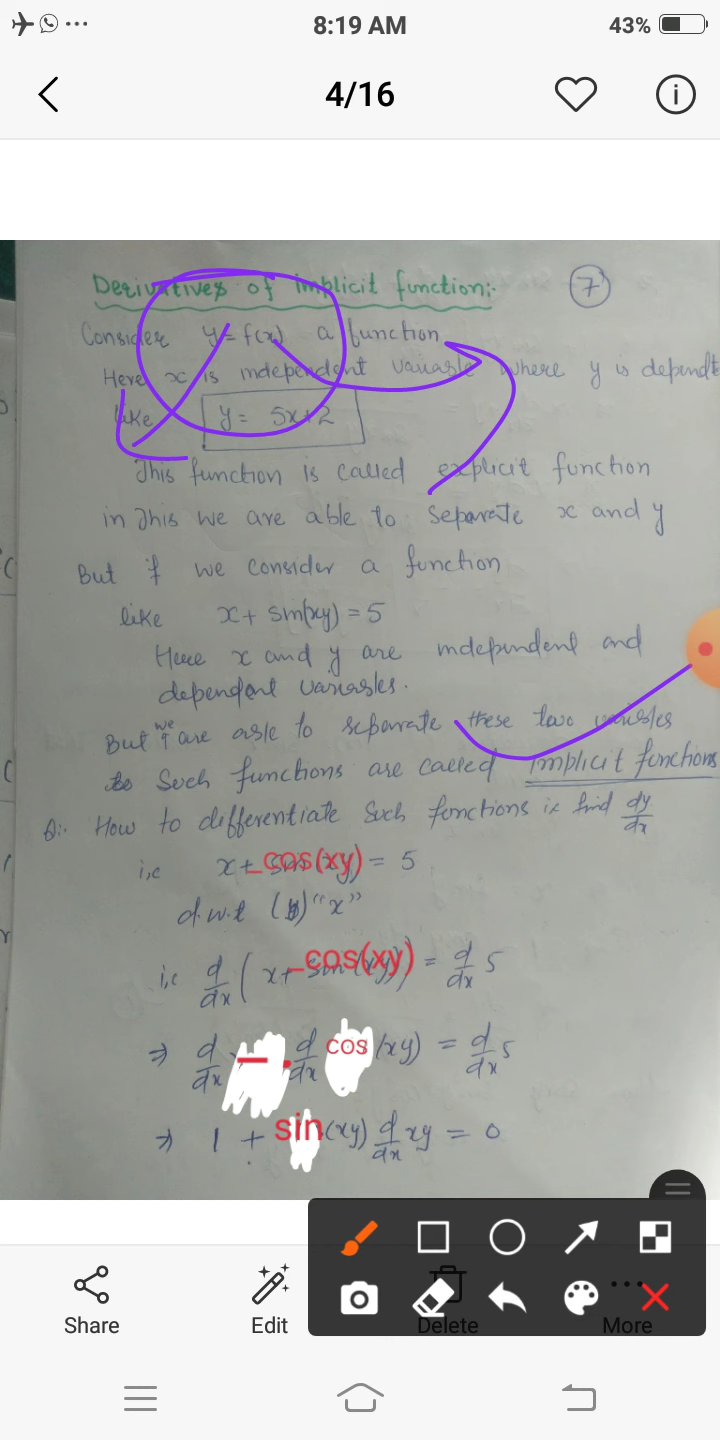 8:19 AM
43%
4/16
Derivatives of implicit function:-
7
Consider y = f(x) a function
Here x is independent variable where y is dependt
like y = 5x+2
This function is called explicit function
in This we are able to separate x and y
But if we consider a function
like x + sin(xy) = 5
Here x and y are independent and
dependent variables.
But we are able to separate these two variables
Such functions are called implicit functions
Q:- How to differentiate Such functions ie find dy/dx
i,e x - cos(xy) = 5
d.w.t "x"
i,e d/dx ( x - cos(xy)) = d/dx 5
⇒ d/dx – . d/dx cos (xy) = d/dx 5
⇒ 1 + sin(xy) d/dx xy = 0
Share
Edit
Delete
More